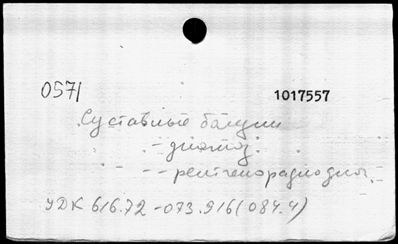 0571
1017557
Суставные болезни
- диагноз.
- - рентгенорадиодиагн.
УДК 616.72-073.916(084.4)